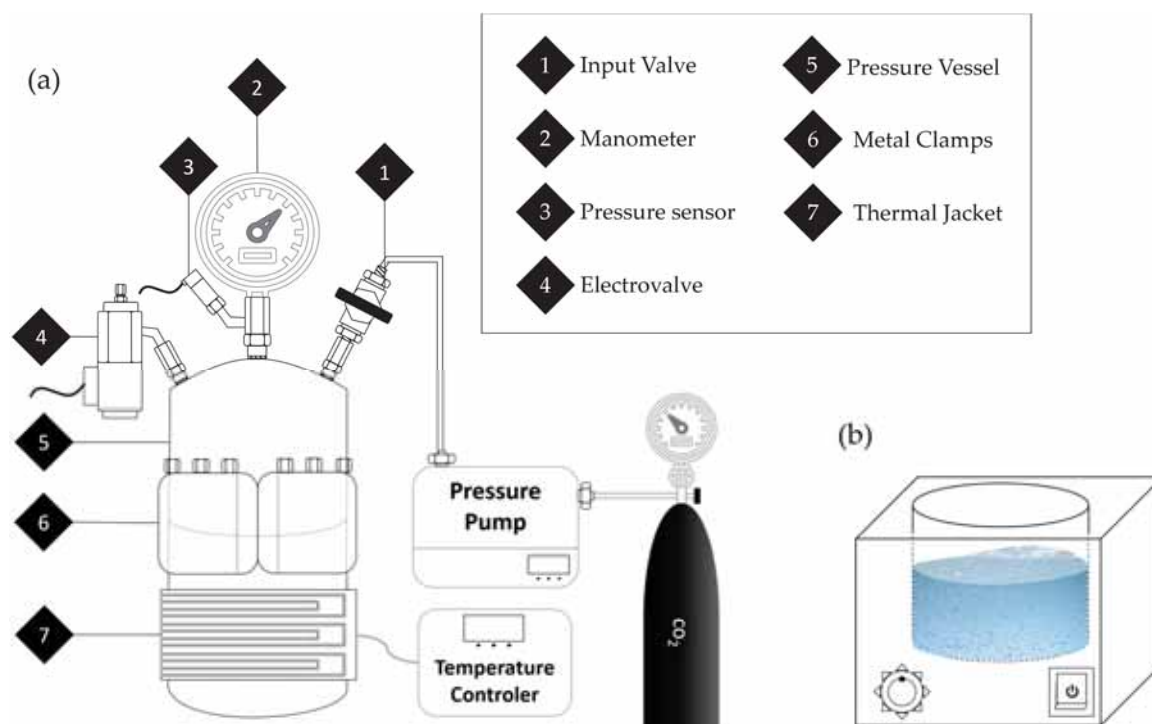 (a)
2
3
1
4
5
6
7
1 Input Valve
2 Manometer
3 Pressure sensor
4 Electrovalve
5 Pressure Vessel
6 Metal Clamps
7 Thermal Jacket
Pressure
Pump
Temperature
Controler
CO2
(b)